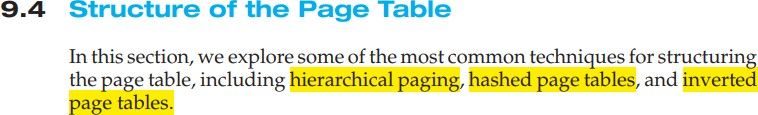 9.4 Structure of the Page Table
In this section, we explore some of the most common techniques for structuring
the page table, including hierarchical paging, hashed page tables, and inverted
page tables.